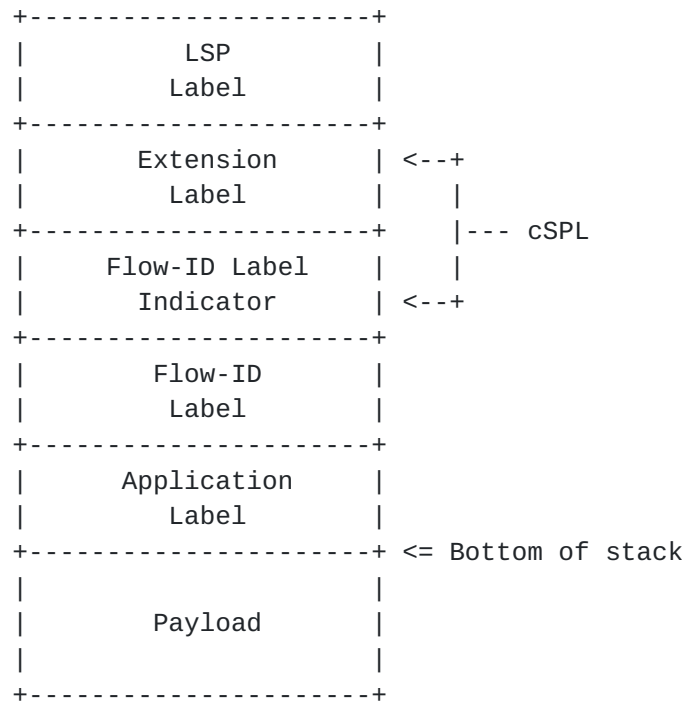 +----------------------+
|          LSP         |
|         Label        |
+----------------------+
|       Extension      | <--+
|         Label        |    |
+----------------------+    |--- cSPL
|     Flow-ID Label    |    |
|       Indicator      | <--+
+----------------------+
|        Flow-ID       |
|         Label        |
+----------------------+
|      Application     |
|         Label        |
+----------------------+ <= Bottom of stack
|                      |
|        Payload       |
|                      |
+----------------------+